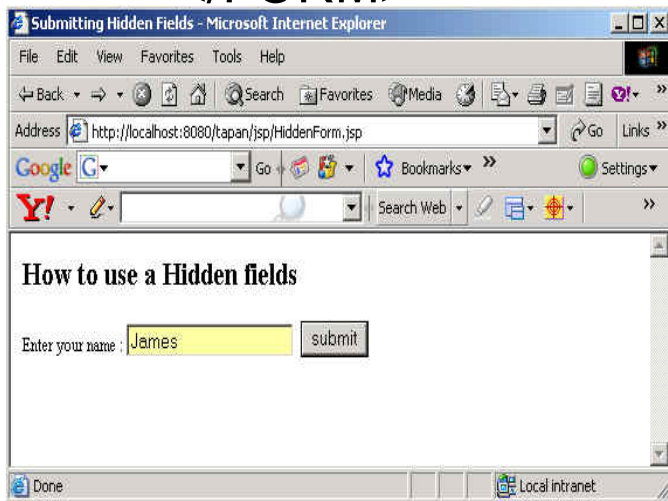 </FORM>
Submitting Hidden Fields - Microsoft Internet Explorer
File Edit View Favorites Tools Help
Back Search Favorites Media
Address http://localhost:8080/tapan/jsp/HiddenForm.jsp Go Links »
Google G Go Bookmarks » Settings
Y! Search Web »
How to use a Hidden fields
Enter your name : James submit
Done Local intranet